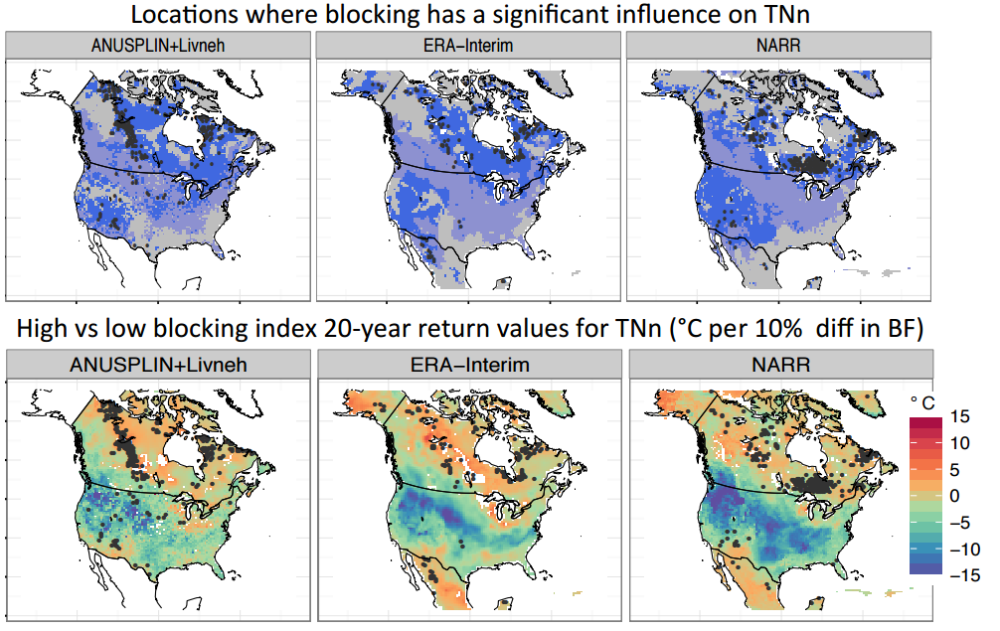 Locations where blocking has a significant influence on TNn
ANUSPLIN+Livneh
ERA−Interim
NARR
High vs low blocking index 20-year return values for TNn (°C per 10% diff in BF)
ANUSPLIN+Livneh
ERA−Interim
NARR
° C
15
10
5
0
−5
−10
−15